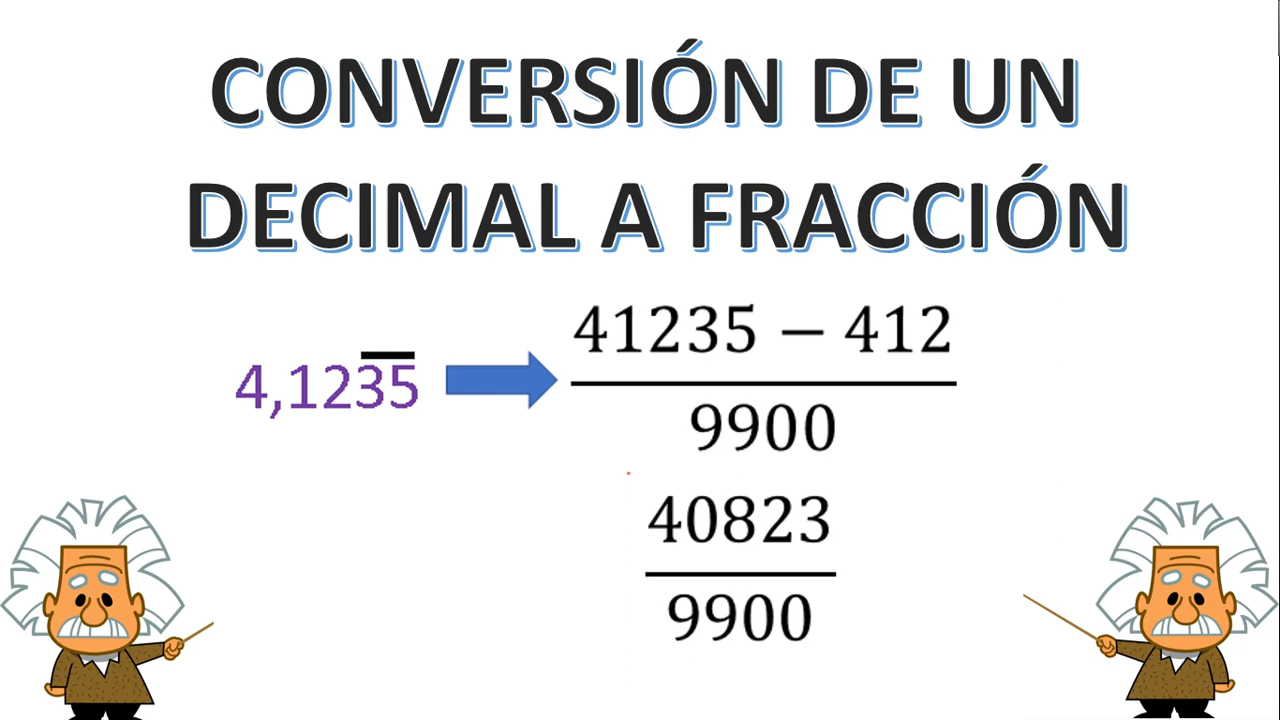 CONVERSIÓN DE UN
DECIMAL A FRACCIÓN
4,1235
41235 − 412
9900
40823
9900